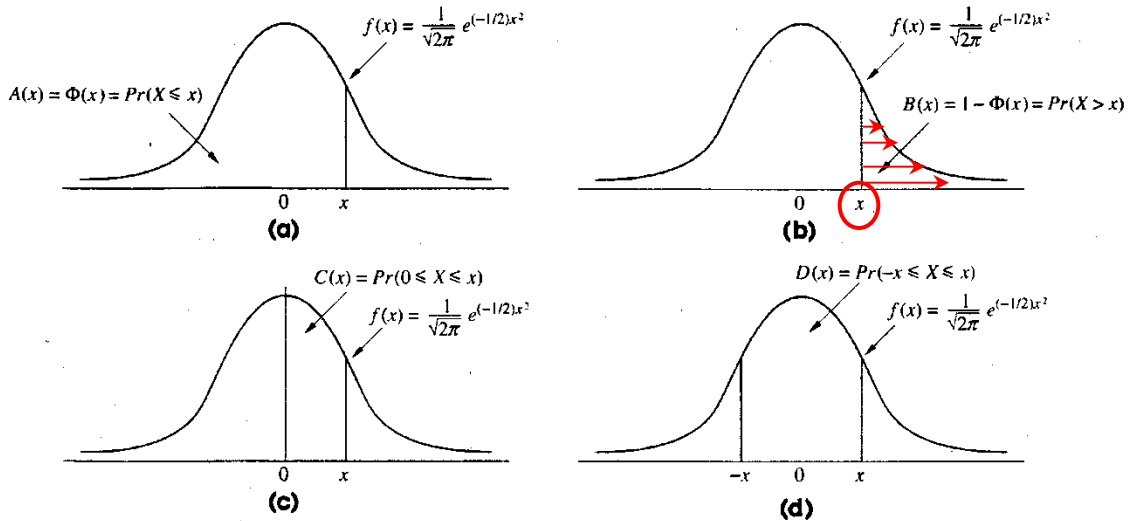 f(x) = 1/√2π e^(-1/2)x²
A(x) = Φ(x) = Pr(X ⩽ x)
0 x
(a)
f(x) = 1/√2π e^(-1/2)x²
B(x) = 1 − Φ(x) = Pr(X > x)
0 x
(b)
C(x) = Pr(0 ⩽ X ⩽ x)
f(x) = 1/√2π e^(-1/2)x²
0 x
(c)
D(x) = Pr(−x ⩽ X ⩽ x)
f(x) = 1/√2π e^(-1/2)x²
−x 0 x
(d)